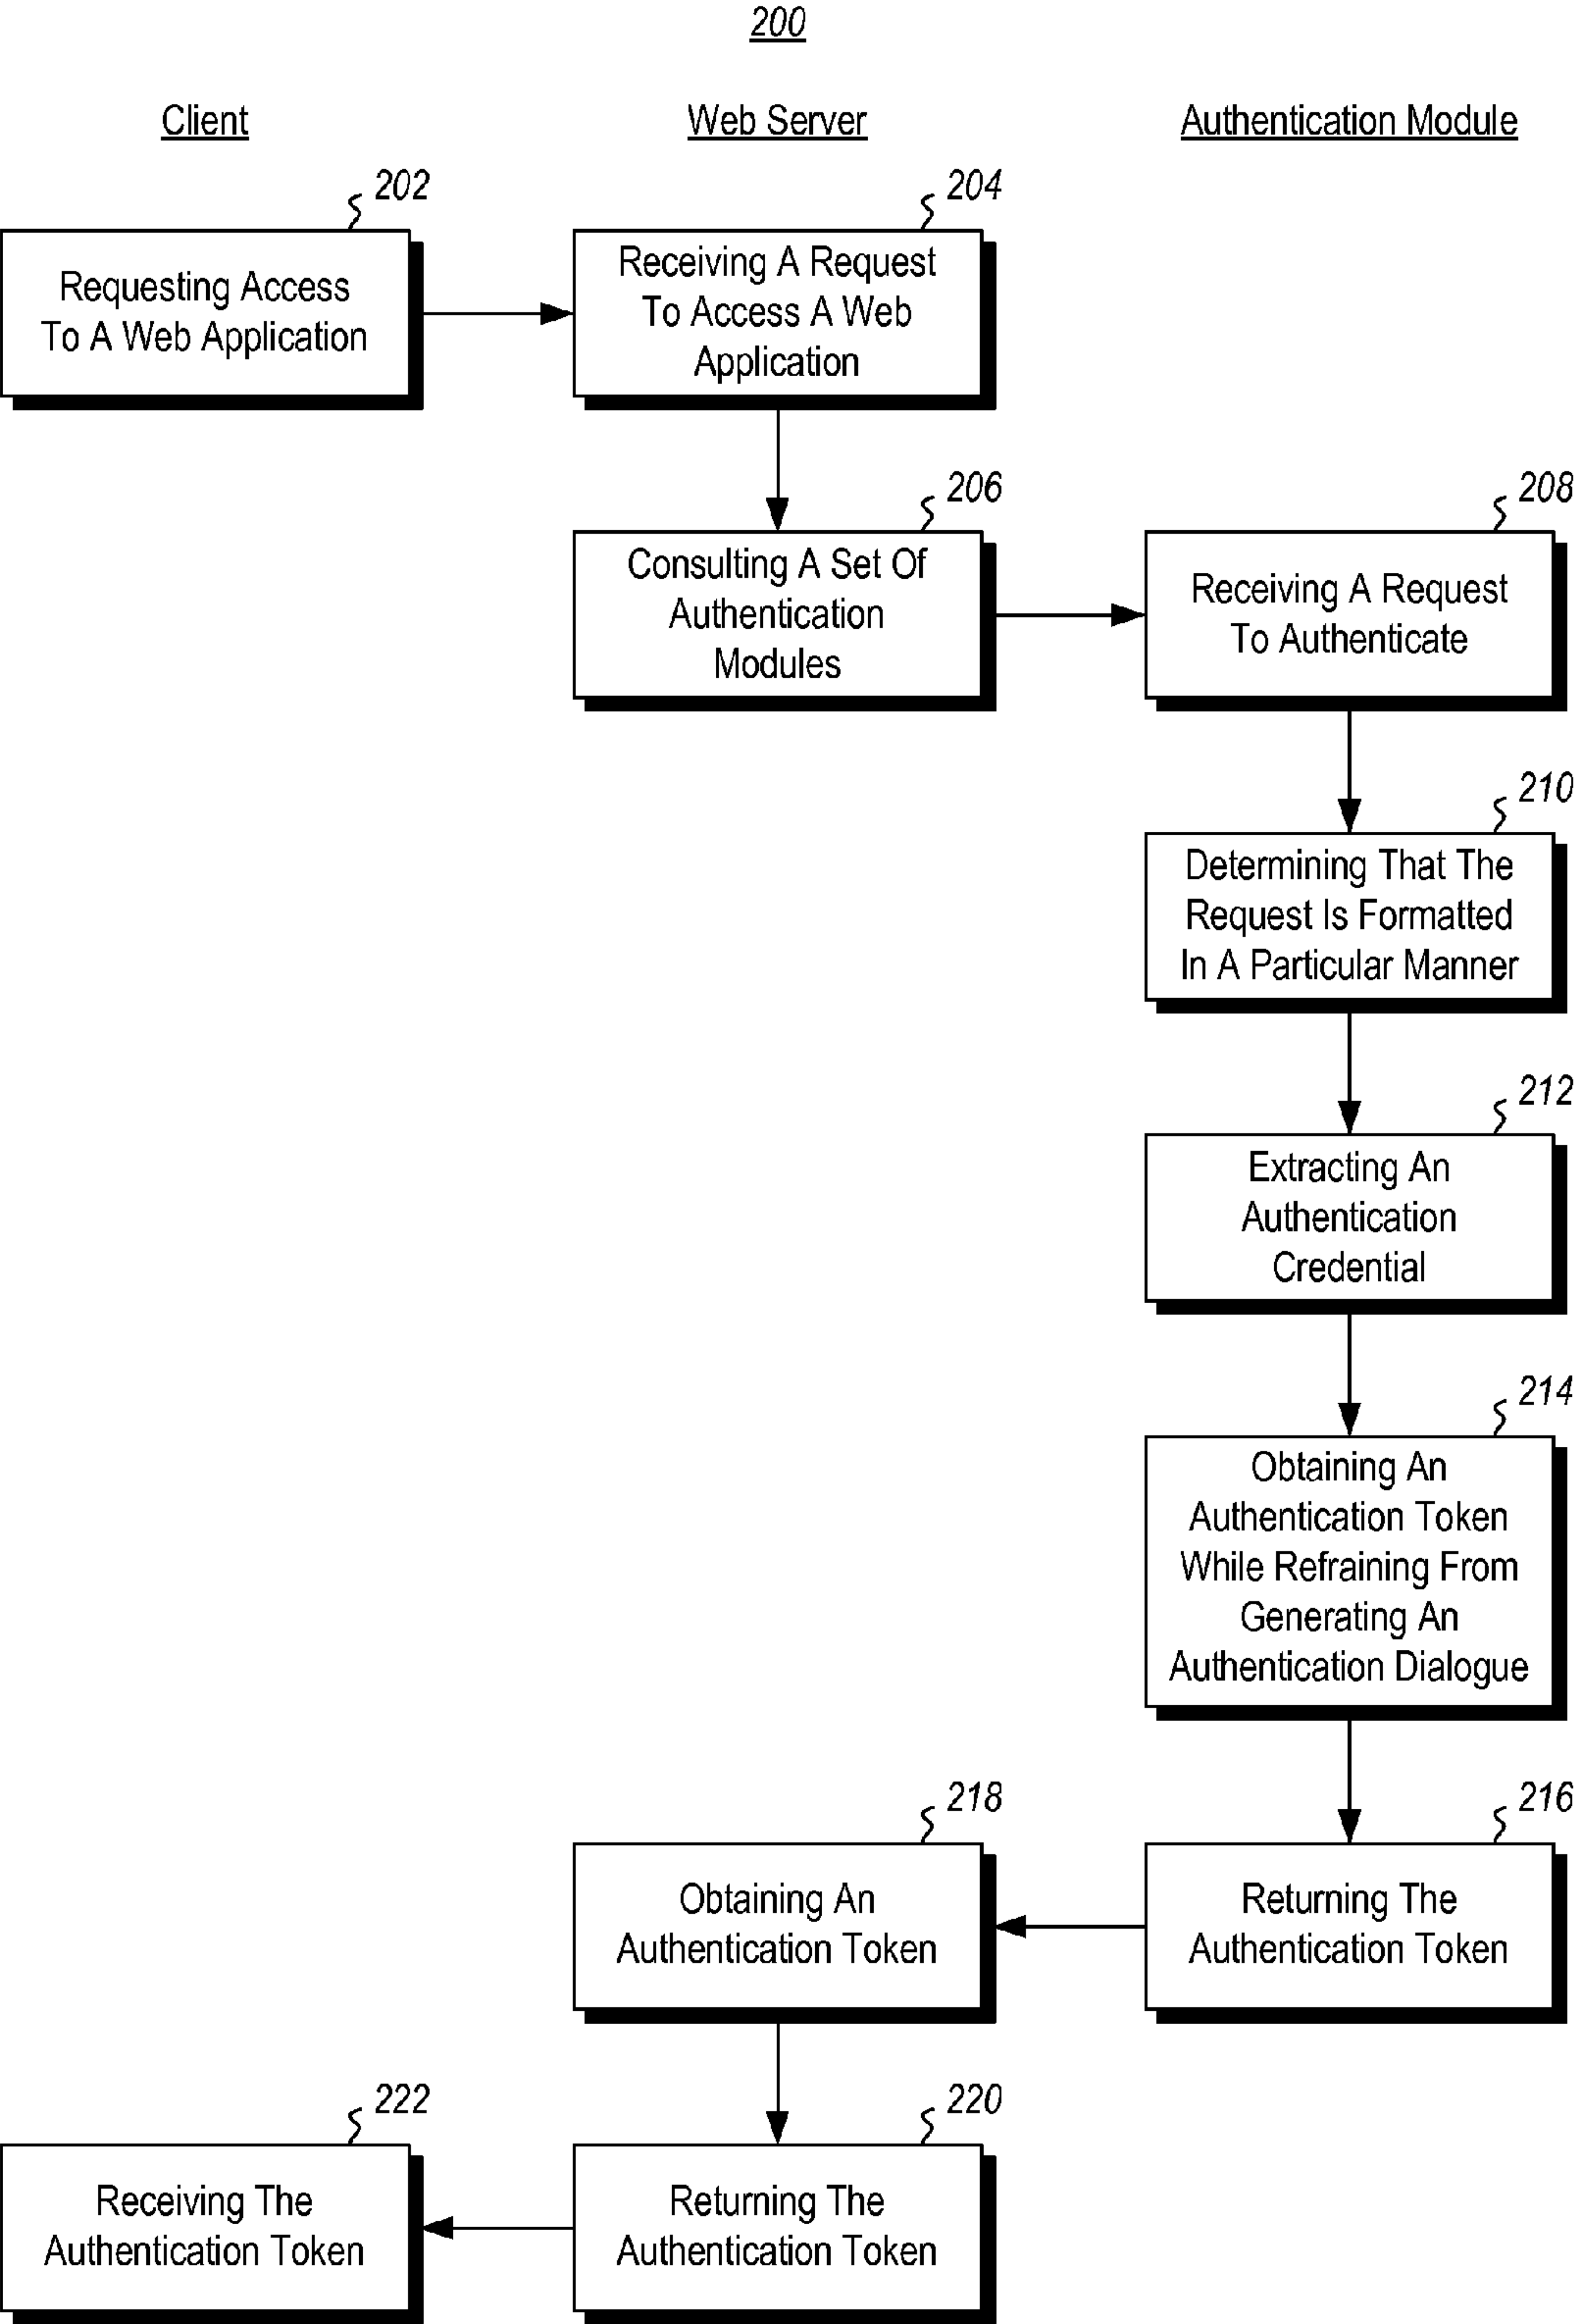 200
Client
Web Server
Authentication Module
202
Requesting Access
To A Web Application
204
Receiving A Request
To Access A Web
Application
206
Consulting A Set Of
Authentication
Modules
208
Receiving A Request
To Authenticate
210
Determining That The
Request Is Formatted
In A Particular Manner
212
Extracting An
Authentication
Credential
214
Obtaining An
Authentication Token
While Refraining From
Generating An
Authentication Dialogue
216
Returning The
Authentication Token
218
Obtaining An
Authentication Token
220
Returning The
Authentication Token
222
Receiving The
Authentication Token